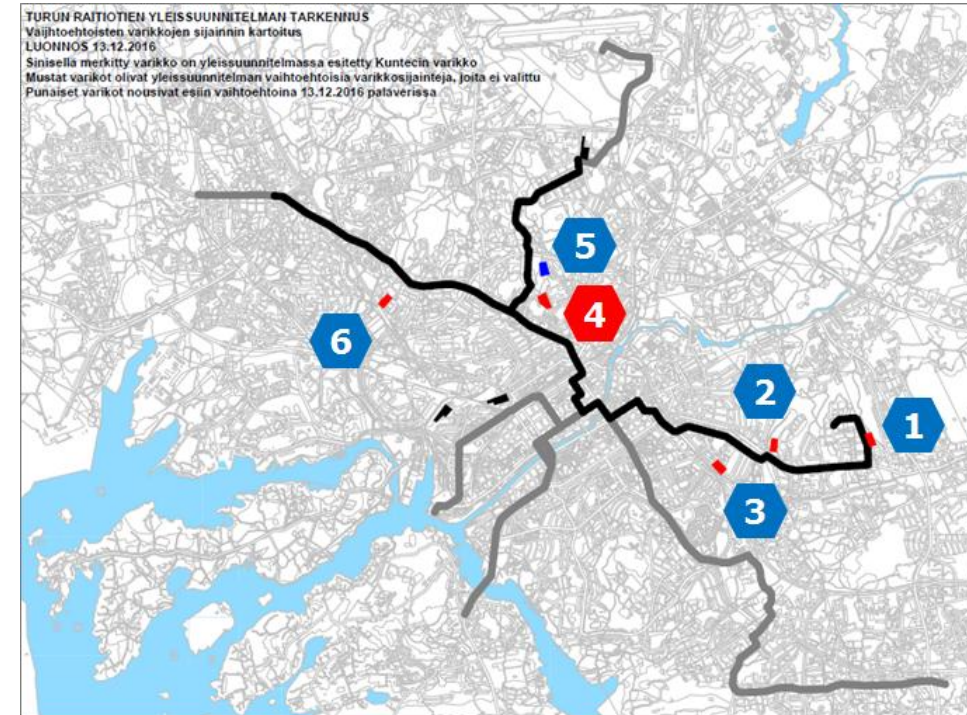 TURUN RAITIOTIEN YLEISSUUNNITELMAN TARKENNUS
Vaihtoehtoisten varikkojen sijainnin kartoitus
LUONNOS 13.12.2016
Sinisellä merkitty varikko on yleissuunnitelmassa esitetty Kuntecin varikko
Mustat varikot olivat yleissuunnitelman vaihtoehtoisia varikkosijainteja, joita ei valittu
Punaiset varikot nousivat esiin vaihtoehtoina 13.12.2016 palaverissa
5
4
6
2
1
3